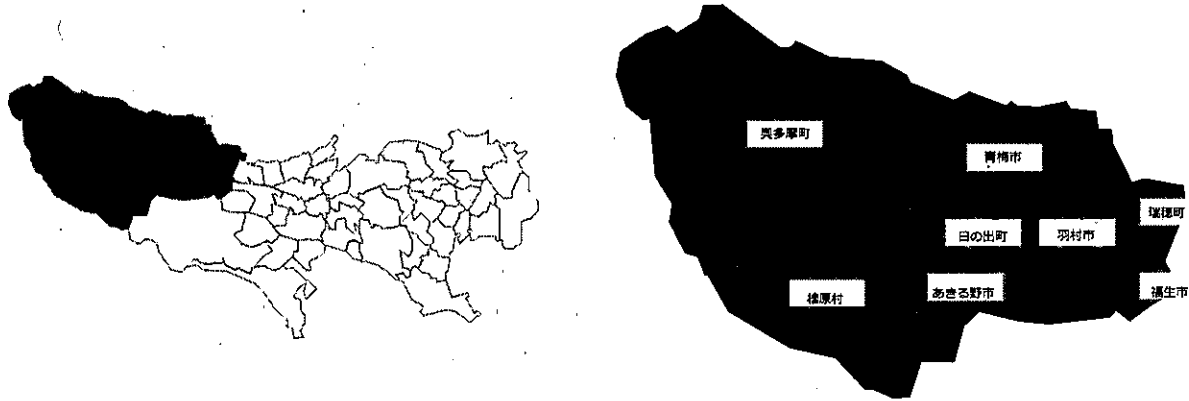 奥多摩町
青梅市
瑞穂町
日の出町
羽村市
檜原村
あきる野市
福生市